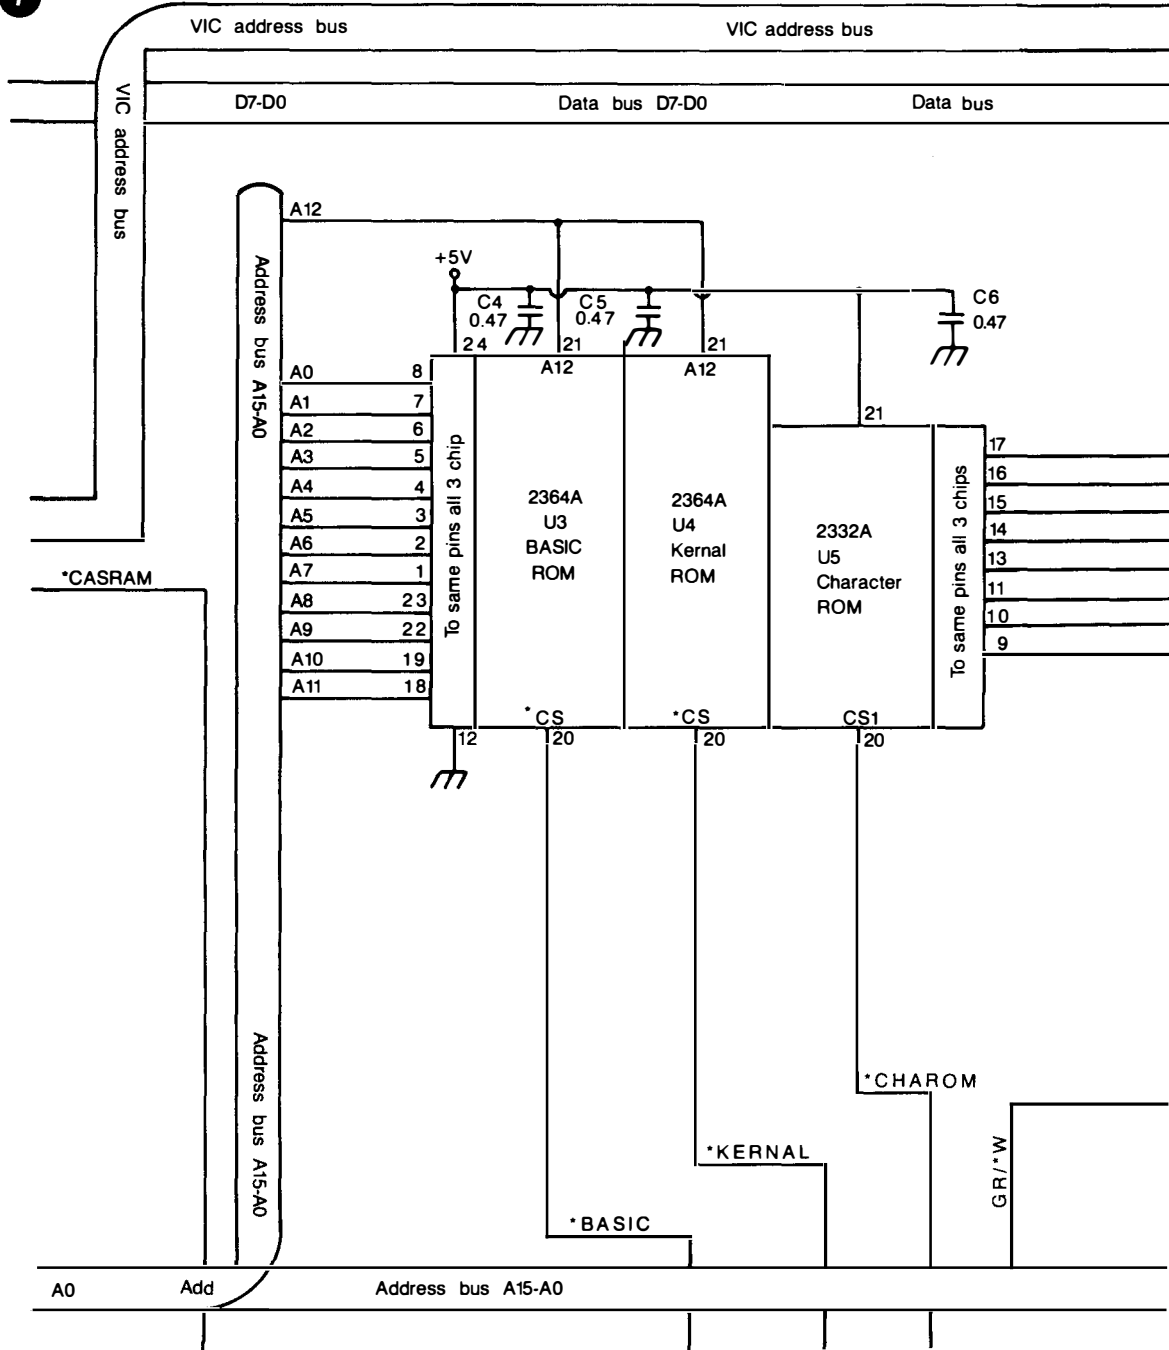 VIC address bus VIC address bus
D7-D0 Data bus D7-D0 Data bus
VIC address bus
A12
Address bus A15-A0
+5V
C4
0.47
C5
0.47
C6
0.47
24 21 21
A12 A12
21
A0 8
A1 7
A2 6
A3 5
A4 4
A5 3
A6 2
A7 1
A8 23
A9 22
A10 19
A11 18
To same pins all 3 chip
2364A
U3
BASIC
ROM
2364A
U4
Kernal
ROM
2332A
U5
Character
ROM
To same pins all 3 chips
17
16
15
14
13
11
10
9
*CASRAM
*CS *CS CS1
12 20 20 20
Address bus A15-A0
*CHAROM
*KERNAL
GR/*W
*BASIC
A0 Add Address bus A15-A0